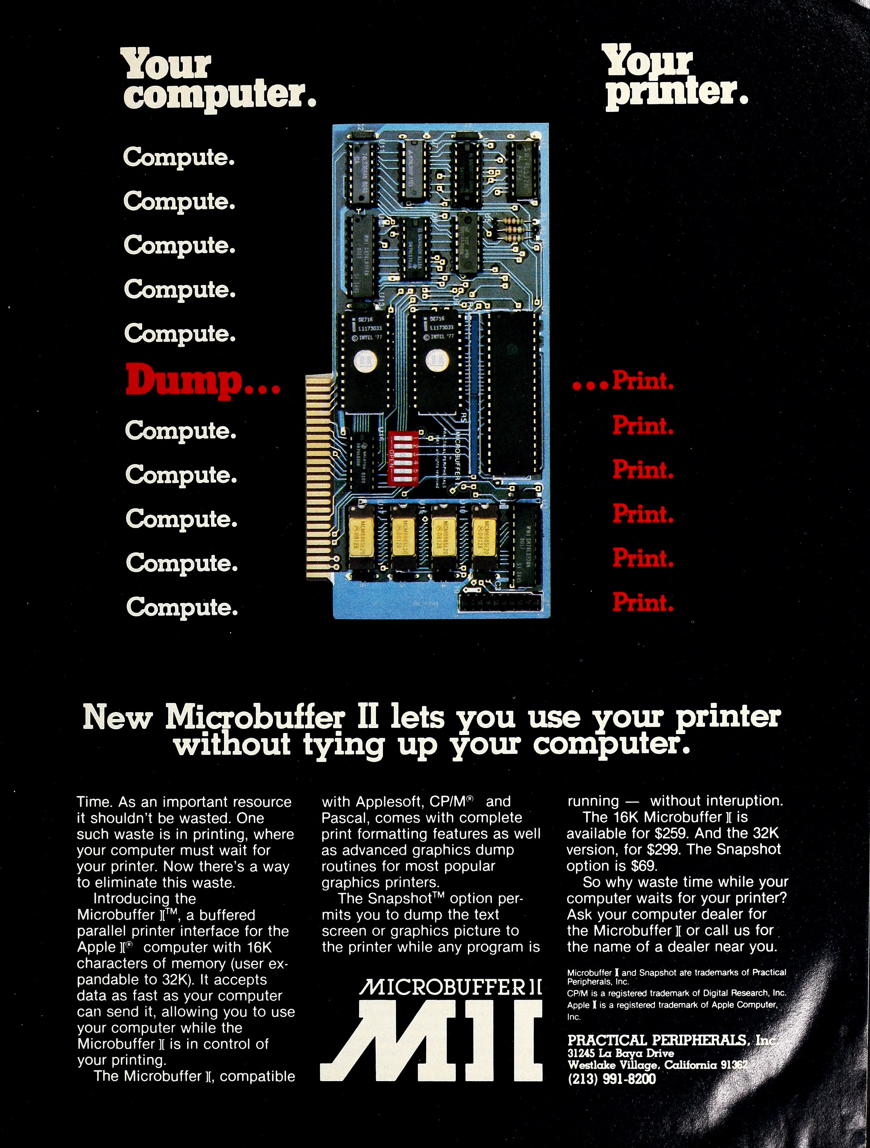 Your
computer.
Your
printer.
Compute.
Compute.
Compute.
Compute.
Compute.
Dump...
...Print.
Compute.
Print.
Compute.
Print.
Compute.
Print.
Compute.
Print.
Compute.
Print.
DE716
L1173033
© INTEL '77
DE716
L1173033
© INTEL '77
MICROBUFFER
New Microbuffer II lets you use your printer
without tying up your computer.
Time. As an important resource
it shouldn't be wasted. One
such waste is in printing, where
your computer must wait for
your printer. Now there's a way
to eliminate this waste.
Introducing the
Microbuffer ][™, a buffered
parallel printer interface for the
Apple ][® computer with 16K
characters of memory (user ex-
pandable to 32K). It accepts
data as fast as your computer
can send it, allowing you to use
your computer while the
Microbuffer ][ is in control of
your printing.
The Microbuffer ][, compatible
with Applesoft, CP/M® and
Pascal, comes with complete
print formatting features as well
as advanced graphics dump
routines for most popular
graphics printers.
The Snapshot™ option per-
mits you to dump the text
screen or graphics picture to
the printer while any program is
running — without interuption.
The 16K Microbuffer ][ is
available for $259. And the 32K
version, for $299. The Snapshot
option is $69.
So why waste time while your
computer waits for your printer?
Ask your computer dealer for
the Microbuffer ][ or call us for
the name of a dealer near you.
Microbuffer ][ and Snapshot are trademarks of Practical
Peripherals, Inc.
CP/M is a registered trademark of Digital Research, Inc.
Apple ][ is a registered trademark of Apple Computer,
Inc.
MICROBUFFER ][
M][
PRACTICAL PERIPHERALS, Inc.
31245 La Baya Drive
Westlake Village, California 91362
(213) 991-8200